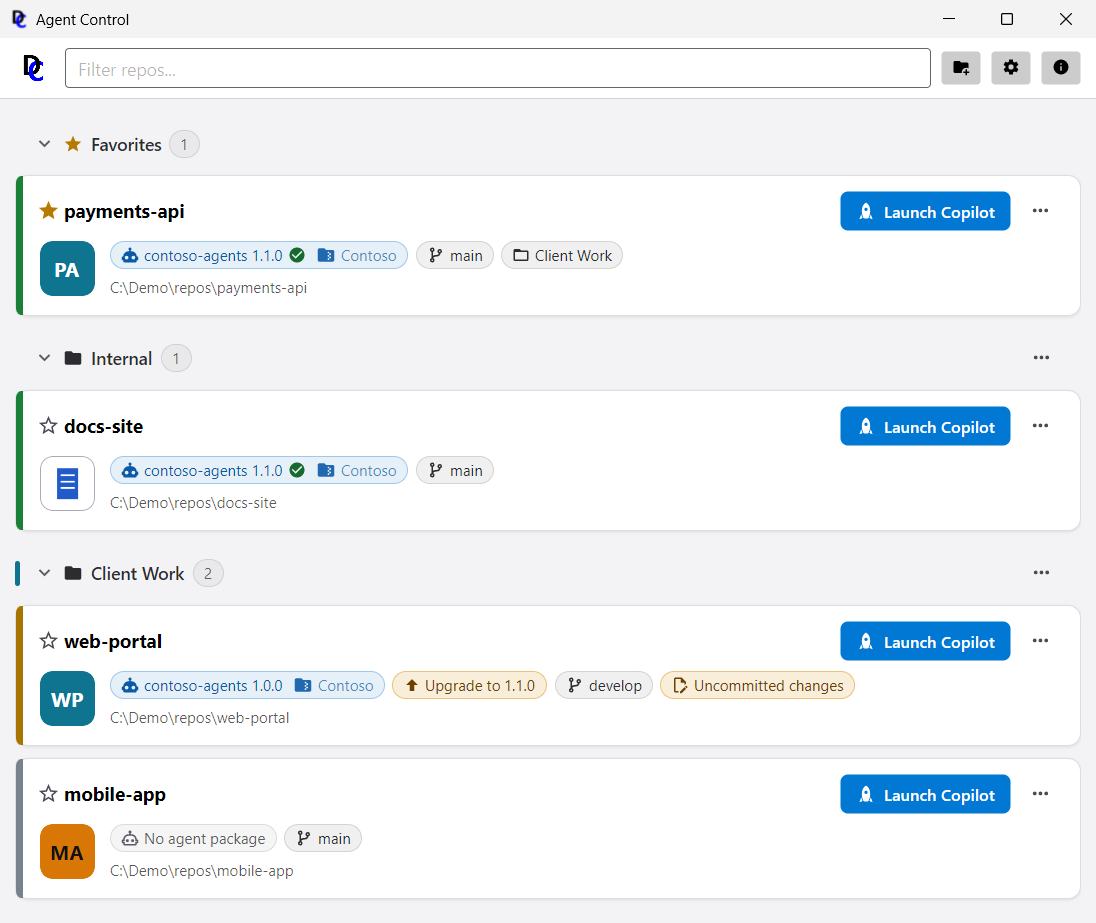 Agent Control
Filter repos...
Favorites 1
payments-api Launch Copilot
PA contoso-agents 1.1.0 Contoso main Client Work
C:\Demo\repos\payments-api
Internal 1
docs-site Launch Copilot
contoso-agents 1.1.0 Contoso main
C:\Demo\repos\docs-site
Client Work 2
web-portal Launch Copilot
WP contoso-agents 1.0.0 Contoso Upgrade to 1.1.0 develop Uncommitted changes
C:\Demo\repos\web-portal
mobile-app Launch Copilot
MA No agent package main
C:\Demo\repos\mobile-app